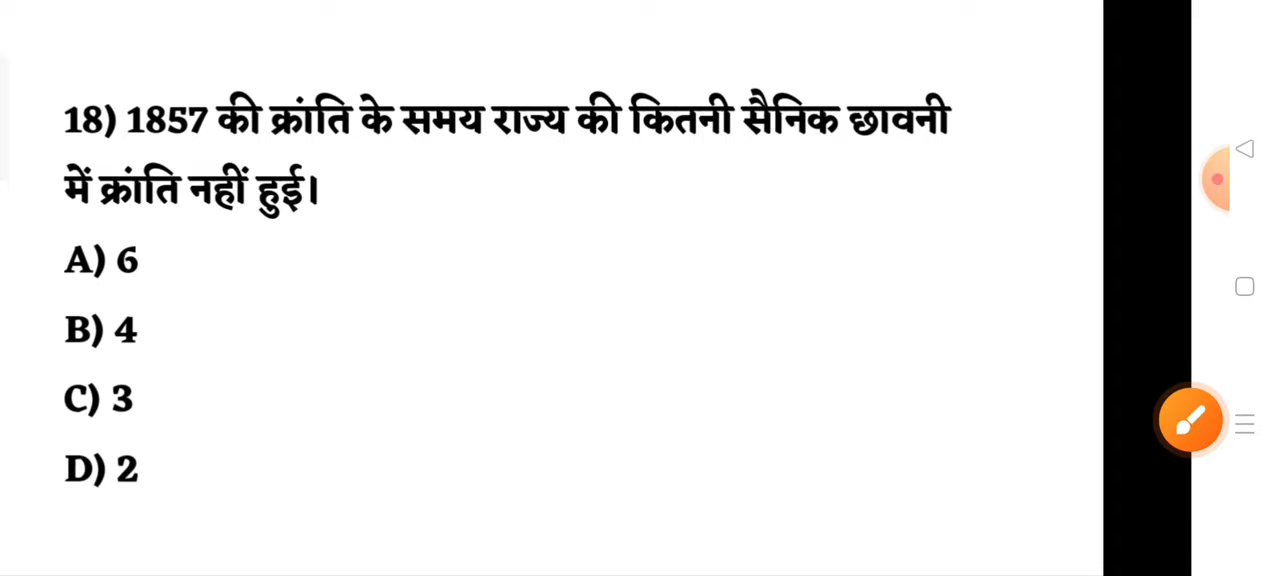 18) 1857 की क्रांति के समय राज्य की कितनी सैनिक छावनी
में क्रांति नहीं हुई।
A) 6
B) 4
C) 3
D) 2